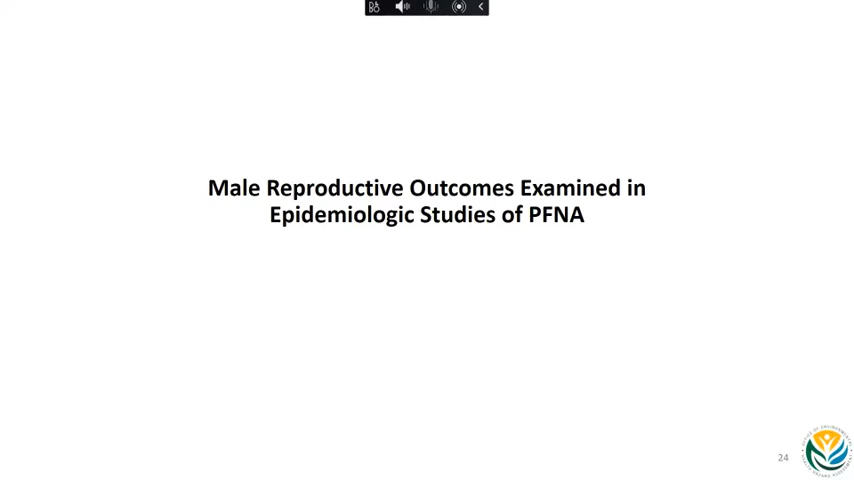 Male Reproductive Outcomes Examined in
Epidemiologic Studies of PFNA
24